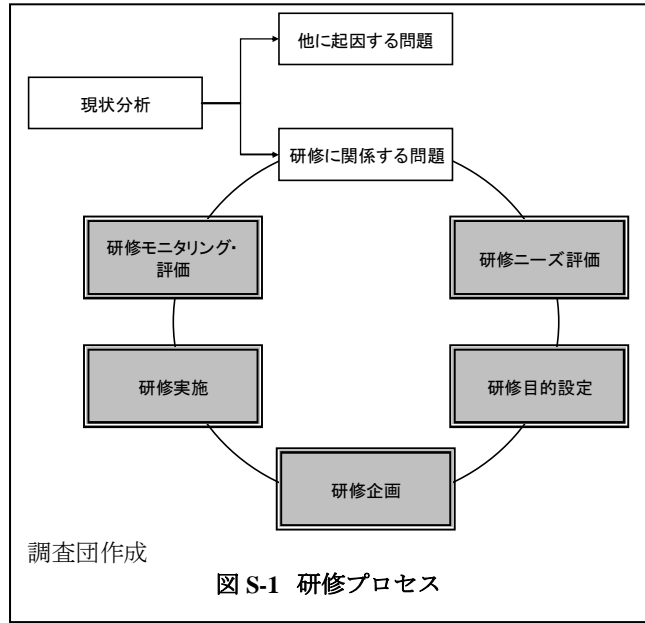 他に起因する問題
現状分析
研修に関係する問題
研修モニタリング・
評価
研修ニーズ評価
研修実施
研修目的設定
研修企画
調査団作成
図 S-1 研修プロセス